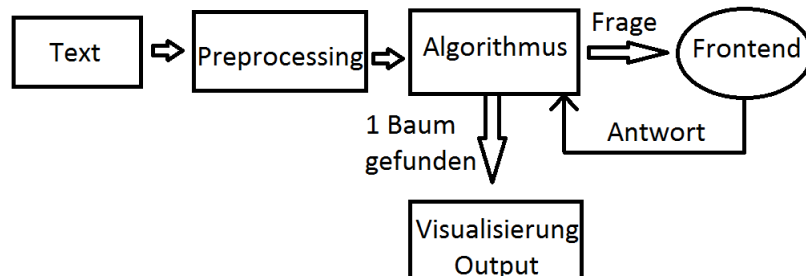 Text
Preprocessing
Algorithmus
Frage
Frontend
Antwort
1 Baum
gefunden
Visualisierung
Output